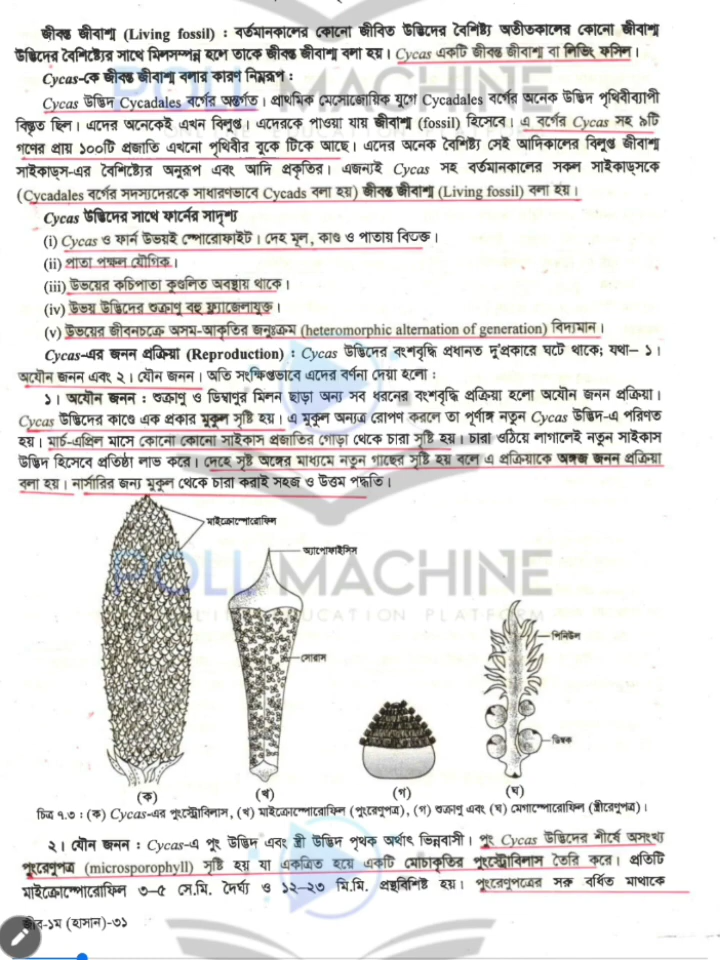 জীবন্ত জীবাশ্ম (Living fossil) : বর্তমানকালের কোনো জীবিত উদ্ভিদের বৈশিষ্ট্য অতীতকালের কোনো জীবাশ্ম
উদ্ভিদের বৈশিষ্ট্যের সাথে মিলসম্পন্ন হলে তাকে জীবন্ত জীবাশ্ম বলা হয়। Cycas একটি জীবন্ত জীবাশ্ম বা লিভিং ফসিল।
Cycas-কে জীবন্ত জীবাশ্ম বলার কারণ নিম্নরূপ :
Cycas উদ্ভিদ Cycadales বর্গের অন্তর্গত। প্রাথমিক মেসোজোয়িক যুগে Cycadales বর্গের অনেক উদ্ভিদ পৃথিবীব্যাপী
বিস্তৃত ছিল। এদের অনেকেই এখন বিলুপ্ত। এদেরকে পাওয়া যায় জীবাশ্ম (fossil) হিসেবে। এ বর্গের Cycas সহ ৯টি
গণের প্রায় ১০০টি প্রজাতি এখনো পৃথিবীর বুকে টিকে আছে। এদের অনেক বৈশিষ্ট্য সেই আদিকালের বিলুপ্ত জীবাশ্ম
সাইকাড্স-এর বৈশিষ্ট্যের অনুরূপ এবং আদি প্রকৃতির। এজন্যই Cycas সহ বর্তমানকালের সকল সাইকাড্সকে
(Cycadales বর্গের সদস্যদেরকে সাধারণভাবে Cycads বলা হয়) জীবন্ত জীবাশ্ম (Living fossil) বলা হয়।
Cycas উদ্ভিদের সাথে ফার্নের সাদৃশ্য
(i) Cycas ও ফার্ন উভয়ই স্পোরোফাইট। দেহ মূল, কাণ্ড ও পাতায় বিভক্ত।
(ii) পাতা পক্ষল যৌগিক।
(iii) উভয়ের কচিপাতা কুণ্ডলিত অবস্থায় থাকে।
(iv) উভয় উদ্ভিদের শুক্রাণু বহু ফ্ল্যাজেলাযুক্ত।
(v) উভয়ের জীবনচক্রে অসম-আকৃতির জনুঃক্রম (heteromorphic alternation of generation) বিদ্যমান।
Cycas-এর জনন প্রক্রিয়া (Reproduction) : Cycas উদ্ভিদের বংশবৃদ্ধি প্রধানত দু'প্রকারে ঘটে থাকে; যথা– ১।
অযৌন জনন এবং ২। যৌন জনন। অতি সংক্ষিপ্তভাবে এদের বর্ণনা দেয়া হলো :
১। অযৌন জনন : শুক্রাণু ও ডিম্বাণুর মিলন ছাড়া অন্য সব ধরনের বংশবৃদ্ধি প্রক্রিয়া হলো অযৌন জনন প্রক্রিয়া।
Cycas উদ্ভিদের কাণ্ডে এক প্রকার মুকুল সৃষ্টি হয়। এ মুকুল অন্যত্র রোপণ করলে তা পূর্ণাঙ্গ নতুন Cycas উদ্ভিদ-এ পরিণত
হয়। মার্চ-এপ্রিল মাসে কোনো কোনো সাইকাস প্রজাতির গোড়া থেকে চারা সৃষ্টি হয়। চারা ওঠিয়ে লাগালেই নতুন সাইকাস
উদ্ভিদ হিসেবে প্রতিষ্ঠা লাভ করে। দেহে সৃষ্ট অঙ্গের মাধ্যমে নতুন গাছের সৃষ্টি হয় বলে এ প্রক্রিয়াকে অঙ্গজ জনন প্রক্রিয়া
বলা হয়। নার্সারির জন্য মুকুল থেকে চারা করাই সহজ ও উত্তম পদ্ধতি।
মাইক্রোস্পোরোফিল
অ্যাপোফাইসিস
POLL MACHINE
ONLINE EDUCATION PLATFORM
পিনিউল
সোরাস
ডিম্বক
(ক) (খ) (গ) (ঘ)
চিত্র ৭.৩ : (ক) Cycas-এর পুংস্ট্রোবিলাস, (খ) মাইক্রোস্পোরোফিল (পুংরেণুপত্র), (গ) শুক্রাণু এবং (ঘ) মেগাস্পোরোফিল (স্ত্রীরেণুপত্র)।
২। যৌন জনন : Cycas-এ পুং উদ্ভিদ এবং স্ত্রী উদ্ভিদ পৃথক অর্থাৎ ভিন্নবাসী। পুং Cycas উদ্ভিদের শীর্ষে অসংখ্য
পুংরেণুপত্র (microsporophyll) সৃষ্টি হয় যা একত্রিত হয়ে একটি মোচাকৃতির পুংস্ট্রোবিলাস তৈরি করে। প্রতিটি
মাইক্রোস্পোরোফিল ৩–৫ সে.মি. দৈর্ঘ্য ও ১২–২৩ মি.মি. প্রস্থবিশিষ্ট হয়। পুংরেণুপত্রের সরু বর্ধিত মাথাকে
জীব-১ম (হাসান)-৩১